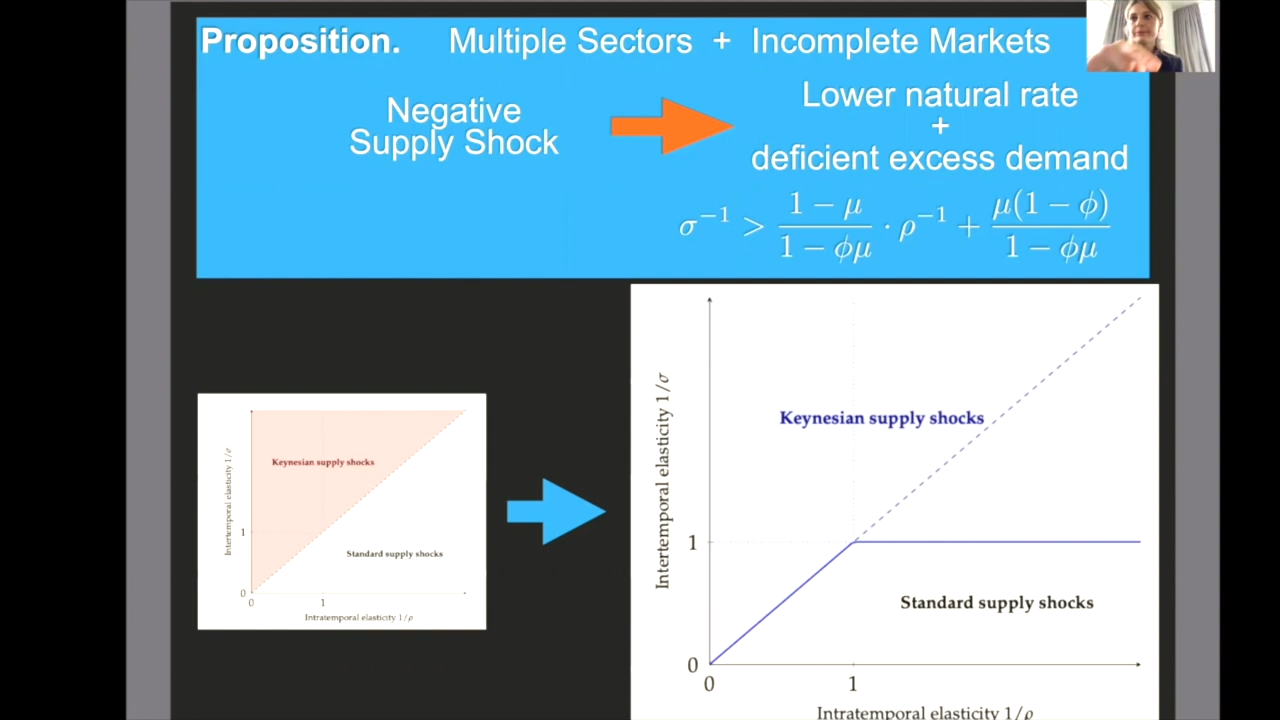 Proposition. Multiple Sectors + Incomplete Markets
Negative
Supply Shock
Lower natural rate
+
deficient excess demand
σ⁻¹ > (1 − μ)/(1 − ϕμ) · ρ⁻¹ + μ(1 − ϕ)/(1 − ϕμ)
Intertemporal elasticity 1/σ
Keynesian supply shocks
1
Standard supply shocks
0
0 1
Intratemporal elasticity 1/ρ
Intertemporal elasticity 1/σ
Keynesian supply shocks
1
Standard supply shocks
0
0 1
Intratemporal elasticity 1/ρ